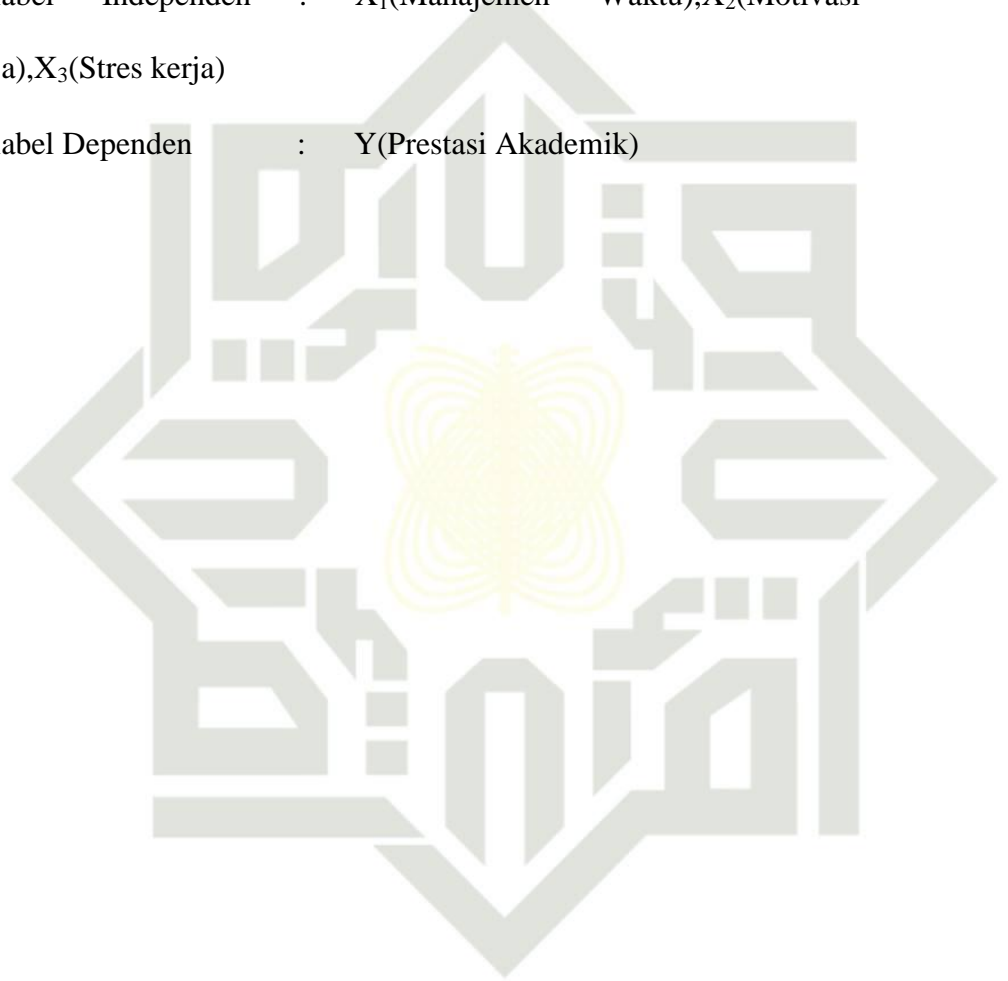 abel Independen : X₁(Manajemen Waktu),X₂(Motivasi
a),X₃(Stres kerja)
abel Dependen : Y(Prestasi Akademik)